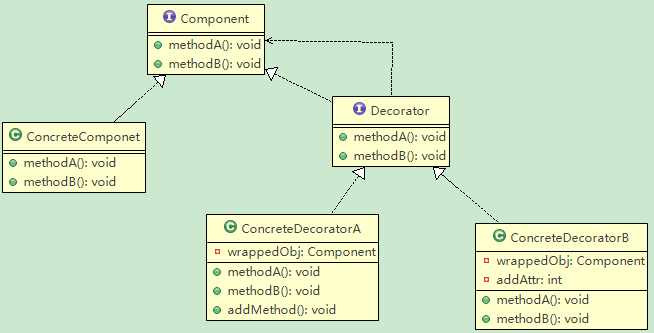 I Component
methodA(): void
methodB(): void
I Decorator
methodA(): void
methodB(): void
C ConcreteComponet
methodA(): void
methodB(): void
C ConcreteDecoratorA
wrappedObj: Component
methodA(): void
methodB(): void
addMethod(): void
C ConcreteDecoratorB
wrappedObj: Component
addAttr: int
methodA(): void
methodB(): void